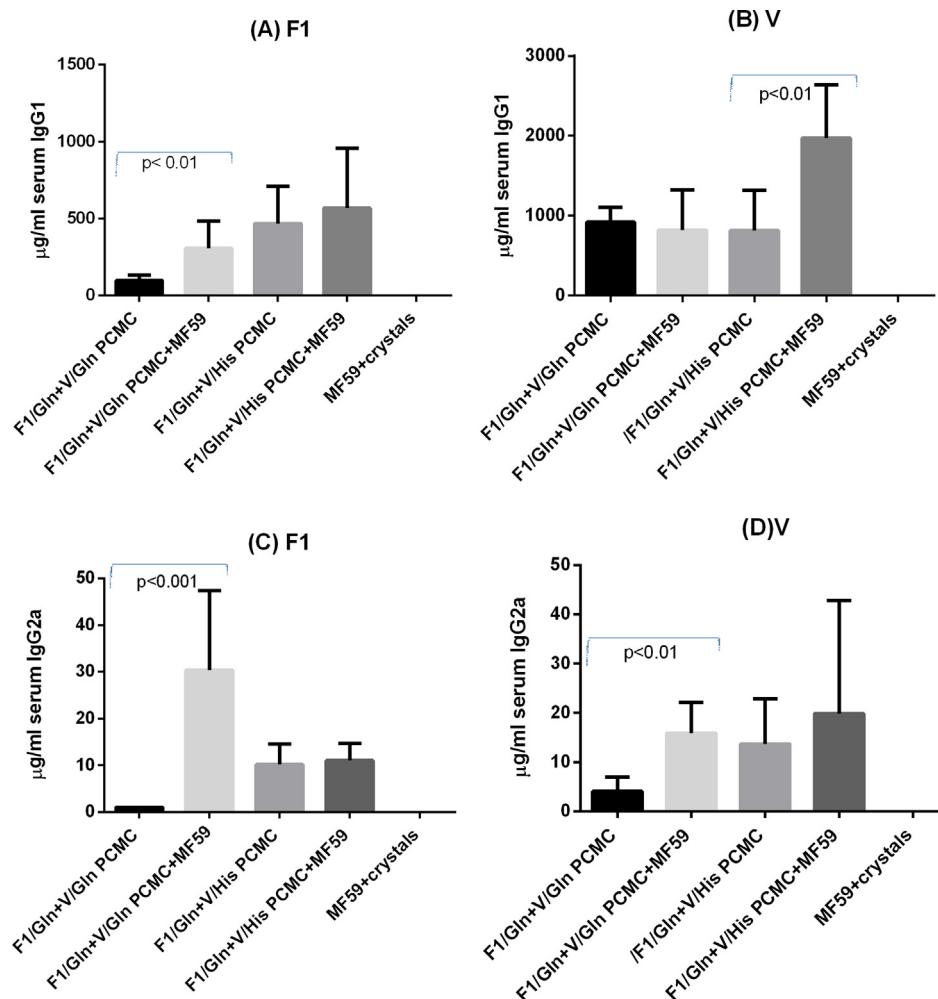 (A) F1
1500
1000
500
0
μg/ml serum IgG1
p< 0.01
F1/Gln+V/Gln PCMC
F1/Gln+V/Gln PCMC+MF59
F1/Gln+V/His PCMC
F1/Gln+V/His PCMC+MF59
MF59+crystals
(B) V
3000
2000
1000
0
μg/ml serum IgG1
p<0.01
F1/Gln+V/Gln PCMC
F1/Gln+V/Gln PCMC+MF59
/F1/Gln+V/His PCMC
F1/Gln+V/His PCMC+MF59
MF59+crystals
(C) F1
50
40
30
20
10
0
μg/ml serum IgG2a
p<0.001
F1/Gln+V/Gln PCMC
F1/Gln+V/Gln PCMC+MF59
F1/Gln+V/His PCMC
F1/Gln+V/His PCMC+MF59
MF59+crystals
(D)V
50
40
30
20
10
0
μg/ml serum IgG2a
p<0.01
F1/Gln+V/Gln PCMC
F1/Gln+V/Gln PCMC+MF59
/F1/Gln+V/His PCMC
F1/Gln+V/His PCMC+MF59
MF59+crystals